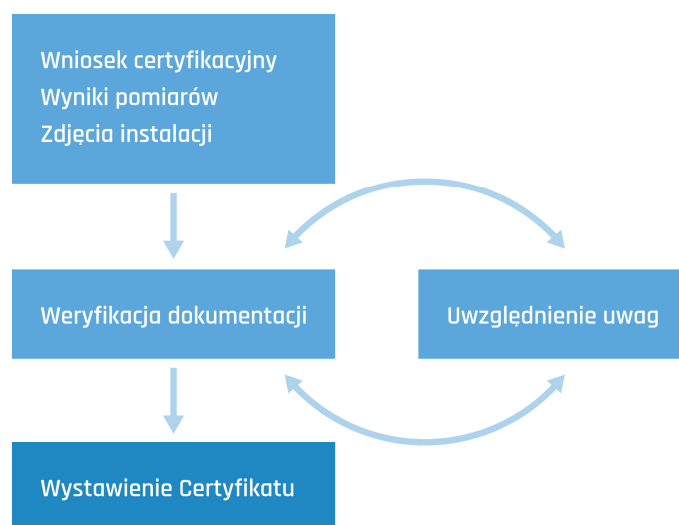 Wniosek certyfikacyjny
Wyniki pomiarów
Zdjęcia instalacji
Weryfikacja dokumentacji
Uwzględnienie uwag
Wystawienie Certyfikatu